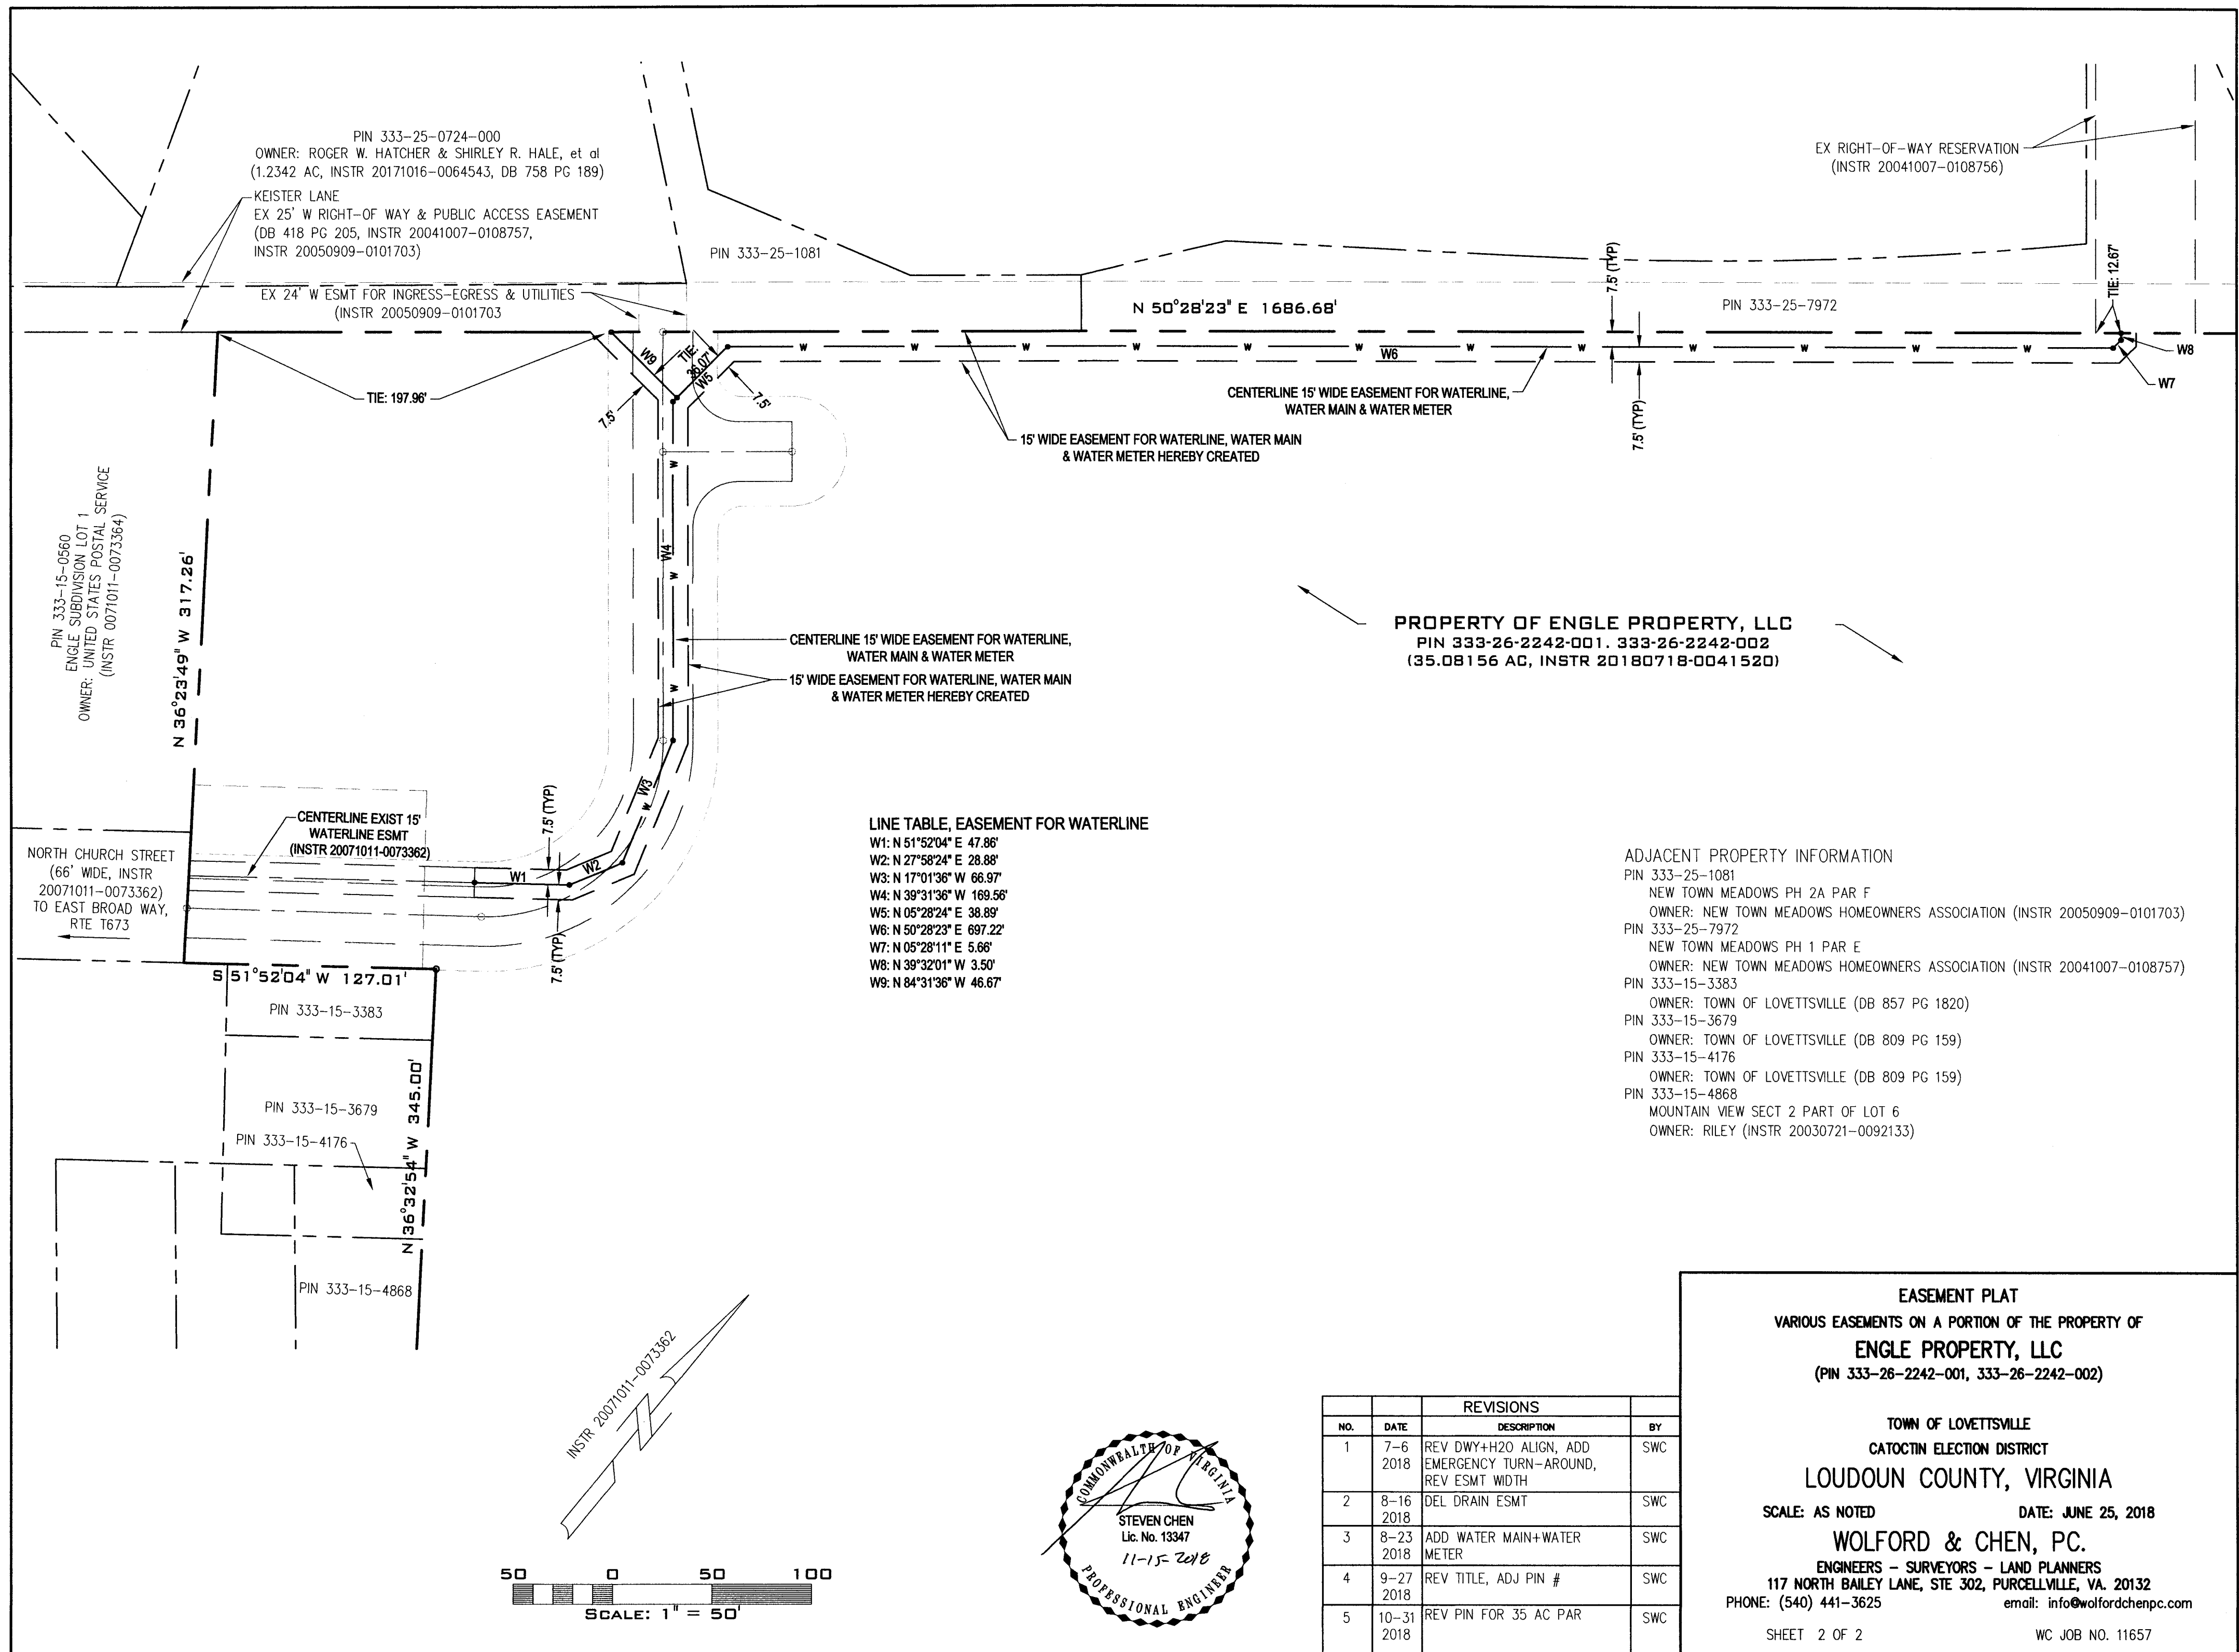 PIN 333-25-0724-000
OWNER: ROGER W. HATCHER & SHIRLEY R. HALE, et al
(1.2342 AC, INSTR 20171016-0064543, DB 758 PG 189)
KEISTER LANE
EX 25' W RIGHT-OF WAY & PUBLIC ACCESS EASEMENT
(DB 418 PG 205, INSTR 20041007-0108757,
INSTR 20050909-0101703)
EX 24' W ESMT FOR INGRESS-EGRESS & UTILITIES
(INSTR 20050909-0101703
PIN 333-25-1081
EX RIGHT-OF-WAY RESERVATION
(INSTR 20041007-0108756)
N 50°28'23" E 1686.68'
7.5' (TYP)
PIN 333-25-7972
TIE: 12.67'
W9
TIE:
36.07'
W5
W6
W8
W7
TIE: 197.96'
7.5'
7.5'
CENTERLINE 15' WIDE EASEMENT FOR WATERLINE,
WATER MAIN & WATER METER
7.5' (TYP)
15' WIDE EASEMENT FOR WATERLINE, WATER MAIN
& WATER METER HEREBY CREATED
W W W W W W W W W W W W
PIN 333-15-0560
ENGLE SUBDIVISION LOT 1
OWNER: UNITED STATES POSTAL SERVICE
(INSTR 0071011-0073364)
N 36°23'49" W 317.26'
W
W4
W
W
CENTERLINE 15' WIDE EASEMENT FOR WATERLINE,
WATER MAIN & WATER METER
15' WIDE EASEMENT FOR WATERLINE, WATER MAIN
& WATER METER HEREBY CREATED
PROPERTY OF ENGLE PROPERTY, LLC
PIN 333-26-2242-001. 333-26-2242-002
(35.08156 AC, INSTR 20180718-0041520)
W3
W
7.5' (TYP)
W1
W2
7.5' (TYP)
CENTERLINE EXIST 15'
WATERLINE ESMT
(INSTR 20071011-0073362)
NORTH CHURCH STREET
(66' WIDE, INSTR
20071011-0073362)
TO EAST BROAD WAY,
RTE T673
S 51°52'04" W 127.01'
PIN 333-15-3383
PIN 333-15-3679
PIN 333-15-4176
N 36°32'54" W 345.00'
PIN 333-15-4868
LINE TABLE, EASEMENT FOR WATERLINE
W1: N 51°52'04" E 47.86'
W2: N 27°58'24" E 28.88'
W3: N 17°01'36" W 66.97'
W4: N 39°31'36" W 169.56'
W5: N 05°28'24" E 38.89'
W6: N 50°28'23" E 697.22'
W7: N 05°28'11" E 5.66'
W8: N 39°32'01" W 3.50'
W9: N 84°31'36" W 46.67'
ADJACENT PROPERTY INFORMATION
PIN 333-25-1081
NEW TOWN MEADOWS PH 2A PAR F
OWNER: NEW TOWN MEADOWS HOMEOWNERS ASSOCIATION (INSTR 20050909-0101703)
PIN 333-25-7972
NEW TOWN MEADOWS PH 1 PAR E
OWNER: NEW TOWN MEADOWS HOMEOWNERS ASSOCIATION (INSTR 20041007-0108757)
PIN 333-15-3383
OWNER: TOWN OF LOVETTSVILLE (DB 857 PG 1820)
PIN 333-15-3679
OWNER: TOWN OF LOVETTSVILLE (DB 809 PG 159)
PIN 333-15-4176
OWNER: TOWN OF LOVETTSVILLE (DB 809 PG 159)
PIN 333-15-4868
MOUNTAIN VIEW SECT 2 PART OF LOT 6
OWNER: RILEY (INSTR 20030721-0092133)
INSTR 20071011-0073362
N
50 0 50 100
SCALE: 1" = 50'
COMMONWEALTH OF VIRGINIA
STEVEN CHEN
Lic. No. 13347
11-15-2018
PROFESSIONAL ENGINEER
REVISIONS
NO. DATE DESCRIPTION BY
1 7-6 REV DWY+H2O ALIGN, ADD SWC
2018 EMERGENCY TURN-AROUND,
REV ESMT WIDTH
2 8-16 DEL DRAIN ESMT SWC
2018
3 8-23 ADD WATER MAIN+WATER SWC
2018 METER
4 9-27 REV TITLE, ADJ PIN # SWC
2018
5 10-31 REV PIN FOR 35 AC PAR SWC
2018
EASEMENT PLAT
VARIOUS EASEMENTS ON A PORTION OF THE PROPERTY OF
ENGLE PROPERTY, LLC
(PIN 333-26-2242-001, 333-26-2242-002)
TOWN OF LOVETTSVILLE
CATOCTIN ELECTION DISTRICT
LOUDOUN COUNTY, VIRGINIA
SCALE: AS NOTED DATE: JUNE 25, 2018
WOLFORD & CHEN, PC.
ENGINEERS - SURVEYORS - LAND PLANNERS
117 NORTH BAILEY LANE, STE 302, PURCELLVILLE, VA. 20132
PHONE: (540) 441-3625 email: info@wolfordchenpc.com
SHEET 2 OF 2 WC JOB NO. 11657